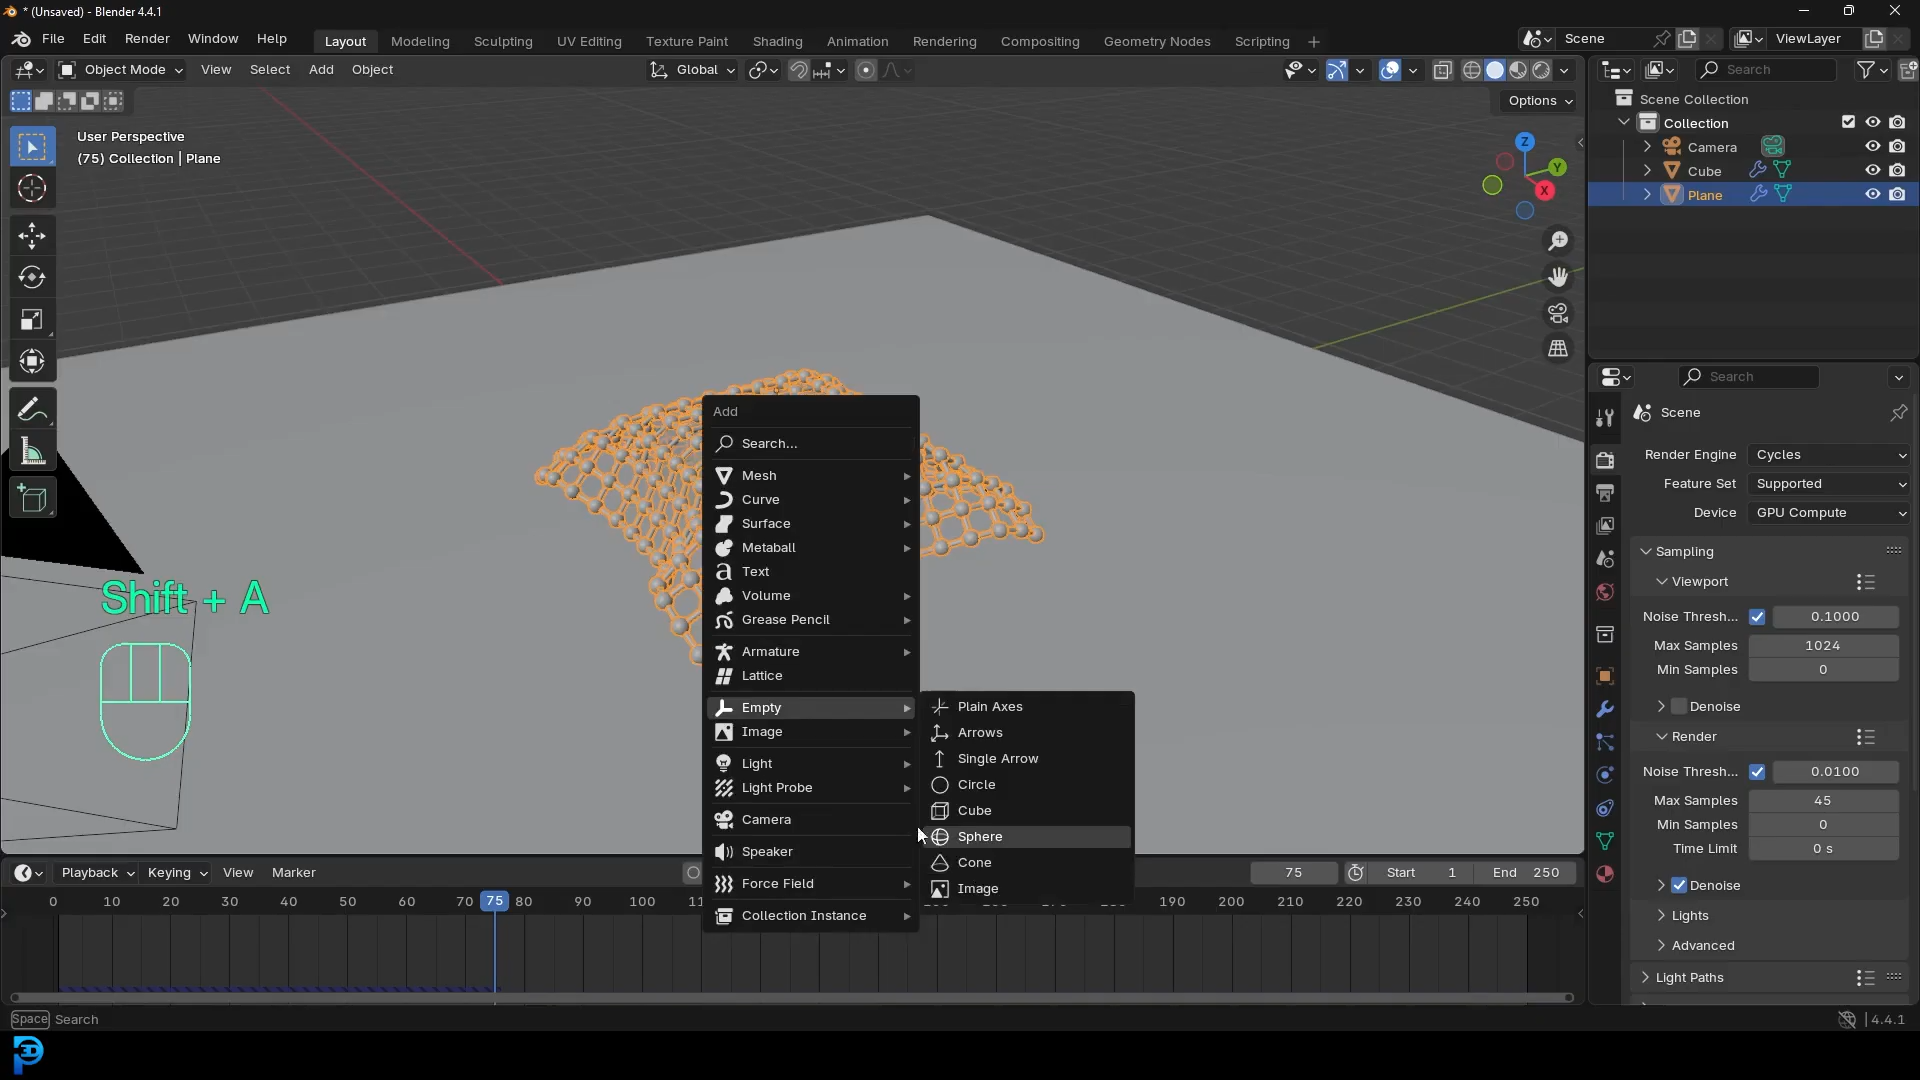 * (Unsaved) - Blender 4.4.1
File Edit Render Window Help
Layout Modeling Sculpting UV Editing Texture Paint Shading Animation Rendering Compositing Geometry Nodes Scripting
Scene
ViewLayer
Object Mode View Select Add Object
Global
Search
Options
User Perspective
(75) Collection | Plane
Z
Y
X
Scene Collection
Collection
Camera
Cube
Plane
Search
Scene
Render Engine Cycles
Feature Set Supported
Device GPU Compute
Sampling
Viewport
Noise Thresh... 0.1000
Max Samples 1024
Min Samples 0
Denoise
Render
Noise Thresh... 0.0100
Max Samples 45
Min Samples 0
Time Limit 0 s
Denoise
Lights
Advanced
Light Paths
Add
Search...
Mesh
Curve
Surface
Metaball
Text
Volume
Grease Pencil
Armature
Lattice
Empty
Image
Light
Light Probe
Camera
Speaker
Force Field
Collection Instance
Plain Axes
Arrows
Single Arrow
Circle
Cube
Sphere
Cone
Image
Shift + A
Playback Keying View Marker
75 Start 1 End 250
0 10 20 30 40 50 60 70 75 80 90 100 190 200 210 220 230 240 250
Space Search
4.4.1